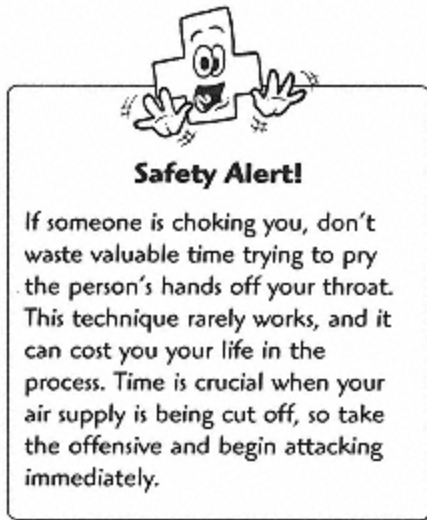 Safety Alert!
If someone is choking you, don't
waste valuable time trying to pry
the person's hands off your throat.
This technique rarely works, and it
can cost you your life in the
process. Time is crucial when your
air supply is being cut off, so take
the offensive and begin attacking
immediately.